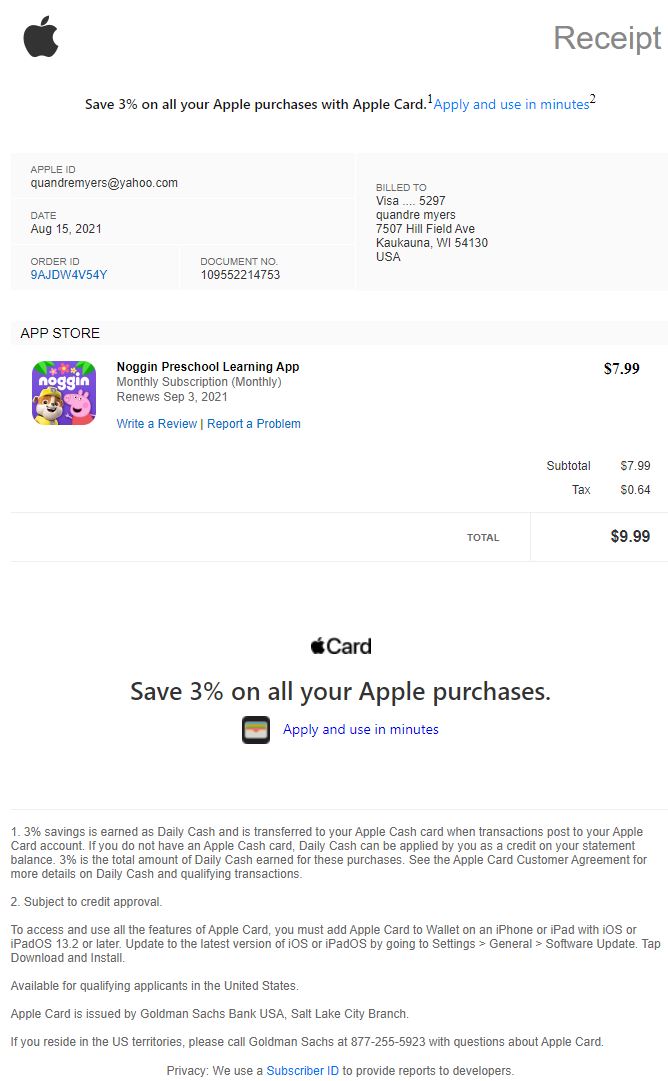 Receipt
Save 3% on all your Apple purchases with Apple Card.¹Apply and use in minutes²
APPLE ID
quandremyers@yahoo.com
DATE
Aug 15, 2021
ORDER ID
9AJDW4V54Y
DOCUMENT NO.
109552214753
BILLED TO
Visa .... 5297
quandre myers
7507 Hill Field Ave
Kaukauna, WI 54130
USA
APP STORE
noggin
Noggin Preschool Learning App
$7.99
Monthly Subscription (Monthly)
Renews Sep 3, 2021
Write a Review | Report a Problem
Subtotal $7.99
Tax $0.64
TOTAL $9.99
Card
Save 3% on all your Apple purchases.
Apply and use in minutes
1. 3% savings is earned as Daily Cash and is transferred to your Apple Cash card when transactions post to your Apple
Card account. If you do not have an Apple Cash card, Daily Cash can be applied by you as a credit on your statement
balance. 3% is the total amount of Daily Cash earned for these purchases. See the Apple Card Customer Agreement for
more details on Daily Cash and qualifying transactions.
2. Subject to credit approval.
To access and use all the features of Apple Card, you must add Apple Card to Wallet on an iPhone or iPad with iOS or
iPadOS 13.2 or later. Update to the latest version of iOS or iPadOS by going to Settings > General > Software Update. Tap
Download and Install.
Available for qualifying applicants in the United States.
Apple Card is issued by Goldman Sachs Bank USA, Salt Lake City Branch.
If you reside in the US territories, please call Goldman Sachs at 877-255-5923 with questions about Apple Card.
Privacy: We use a Subscriber ID to provide reports to developers.